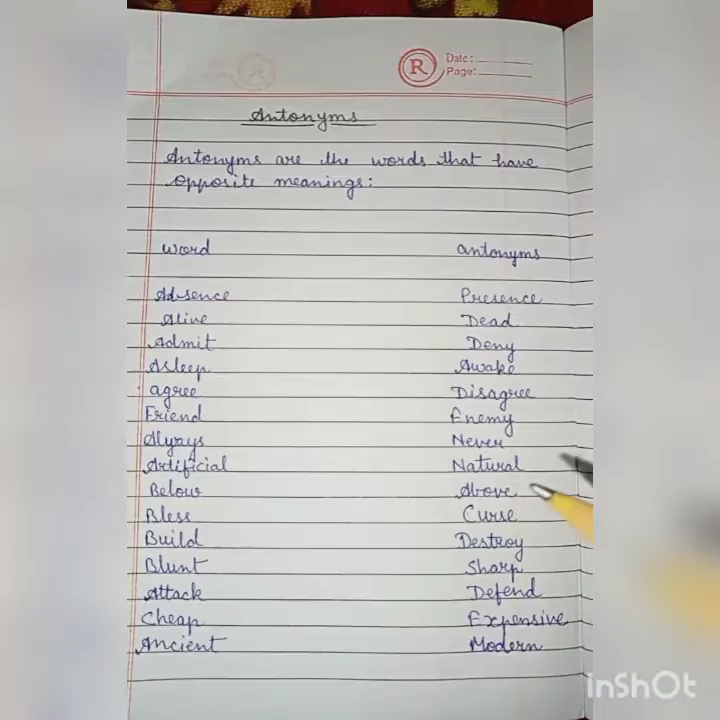 R
Date:
Page:
Antonyms
Antonyms are the words that have
opposite meanings:
word antonyms
Absence Presence
Alive Dead
Admit Deny
Asleep Awake
agree Disagree
Friend Enemy
Alyays Never
Artificial Natural
Below Above
Bless Curse
Build Destroy
Blunt Sharp
Attack Defend
Cheap Expensive
Ancient Modern
InShOt